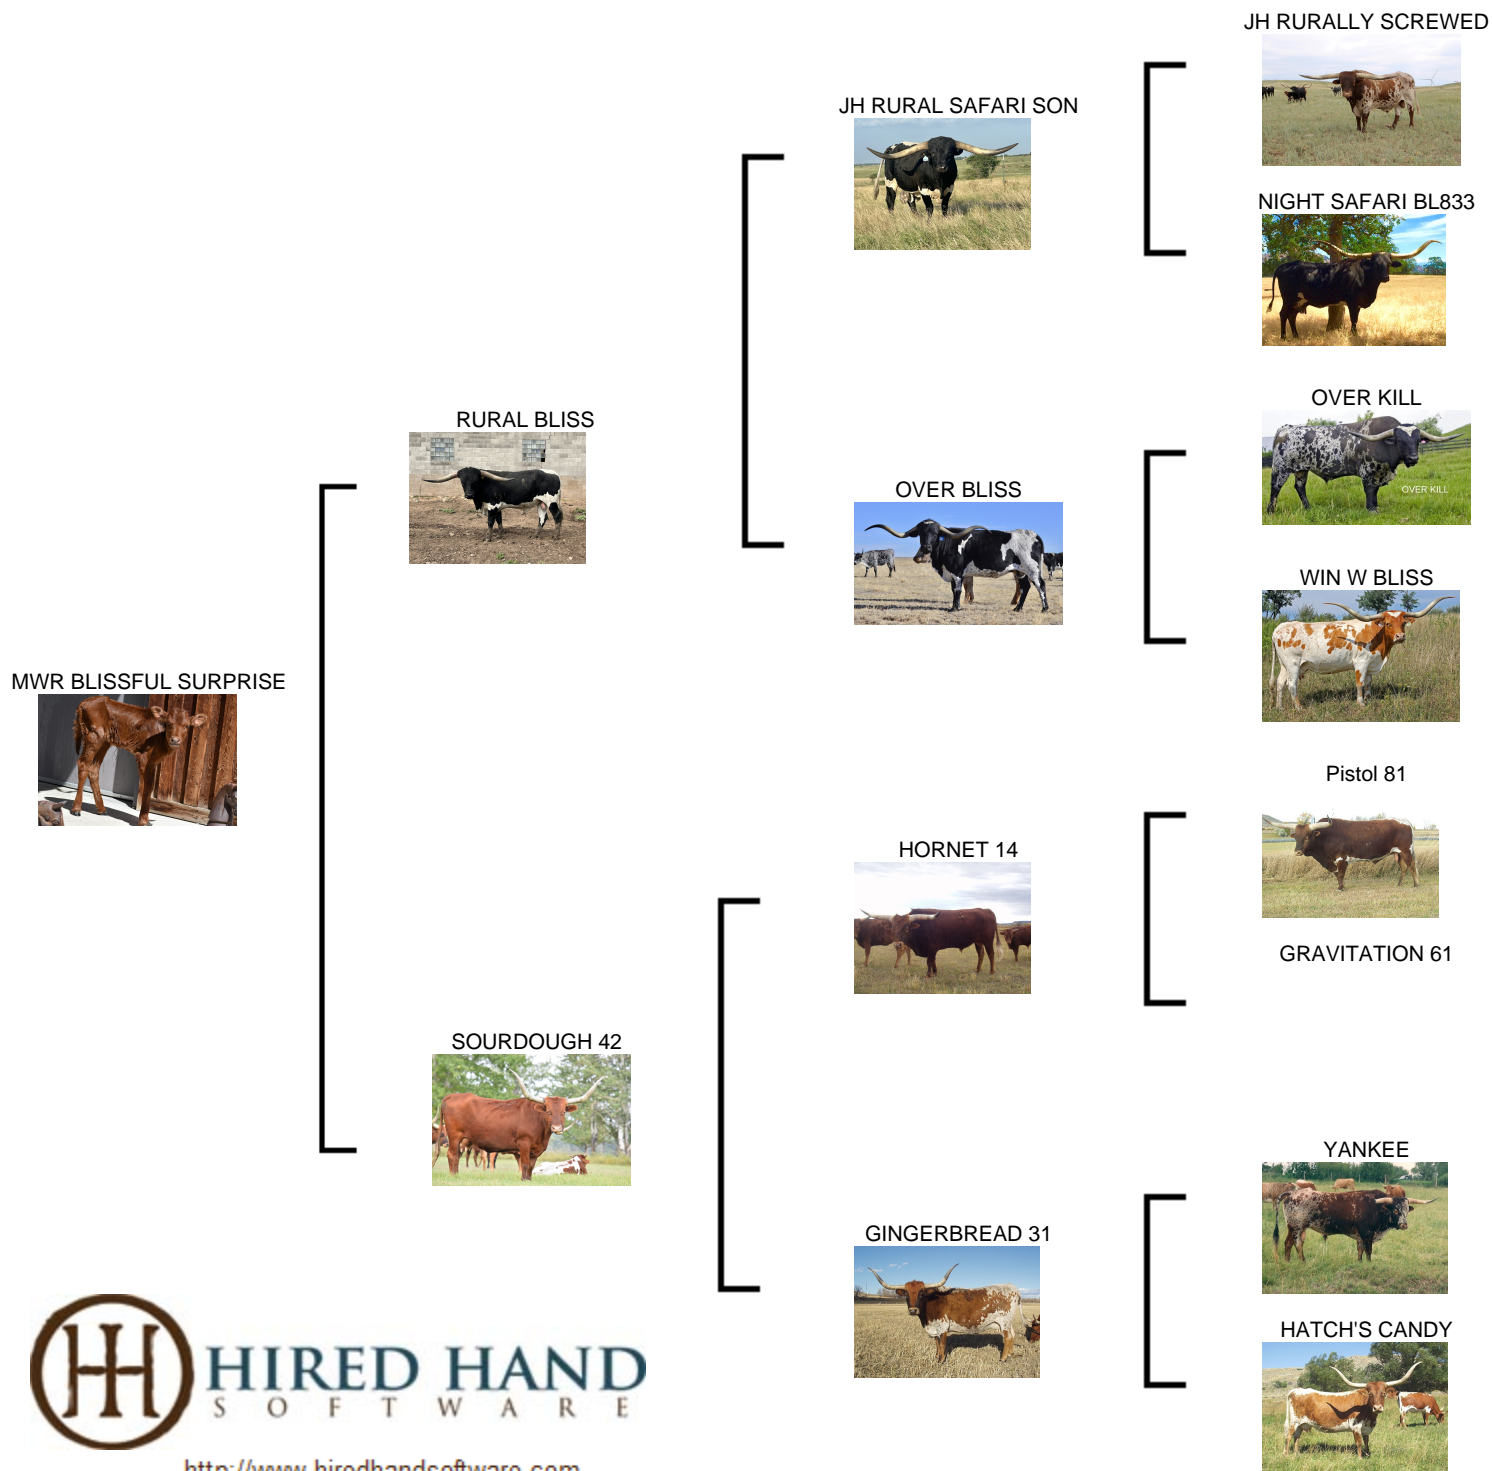 JH RURALLY SCREWED
JH RURAL SAFARI SON
NIGHT SAFARI BL833
OVER KILL
OVER KILL
RURAL BLISS
OVER BLISS
WIN W BLISS
MWR BLISSFUL SURPRISE
Pistol 81
HORNET 14
GRAVITATION 61
SOURDOUGH 42
YANKEE
GINGERBREAD 31
HATCH'S CANDY
HIRED HAND
SOFTWARE
http://www.hiredhandsoftware.com